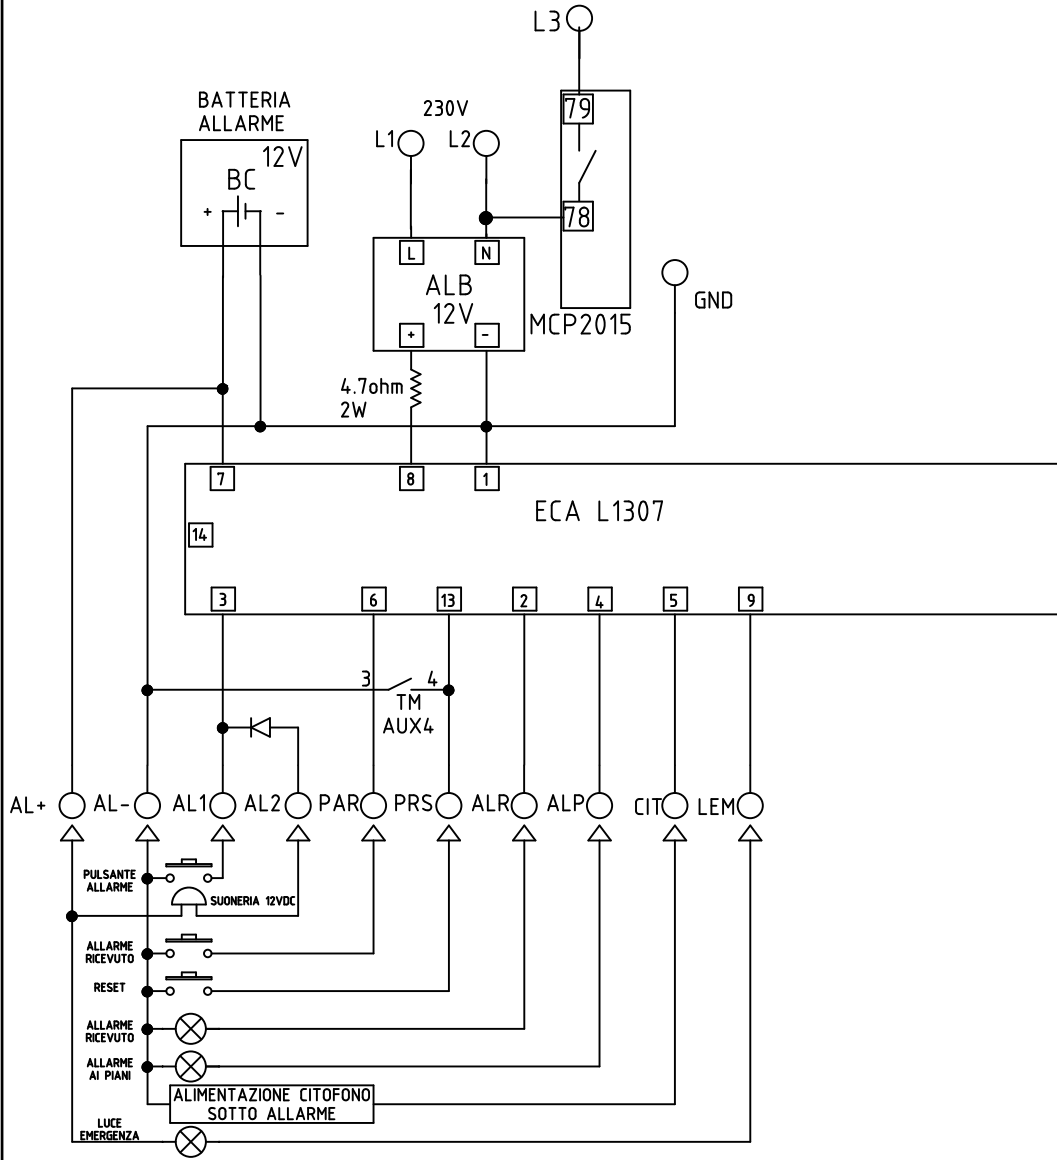 L3
79
78
MCP2015
BATTERIA
ALLARME
12V
BC
+ -
230V
L1 L2
L N
ALB
12V
+ -
GND
4.7ohm
2W
7 8 1
ECA L1307
14
3 6 13 2 4 5 9
3 4
TM
AUX4
AL+ AL- AL1 AL2 PAR PRS ALR ALP CIT LEM
PULSANTE
ALLARME
SUONERIA 12VDC
ALLARME
RICEVUTO
RESET
ALLARME
RICEVUTO
ALLARME
AI PIANI
ALIMENTAZIONE CITOFONO
SOTTO ALLARME
LUCE
EMERGENZA